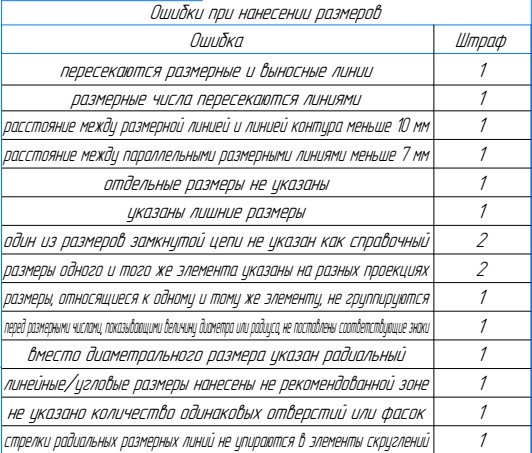 Ошибки при нанесении размеров
Ошибка Штраф
пересекаются размерные и выносные линии 1
размерные числа пересекаются линиями 1
расстояние между размерной линией и линией контура меньше 10 мм 1
расстояние между параллельными размерными линиями меньше 7 мм 1
отдельные размеры не указаны 1
указаны лишние размеры 1
один из размеров замкнутой цепи не указан как справочный 2
размеры одного и того же элемента указаны на разных проекциях 2
размеры, относящиеся к одному и тому же элементу, не группируются 1
перед размерными числами, показывающими величину диаметра или радиуса, не поставлены соответствующие знаки 1
вместо диаметрального размера указан радиальный 1
линейные/угловые размеры нанесены не рекомендованной зоне 1
не указано количество одинаковых отверстий или фасок 1
стрелки радиальных размерных линий не упираются в элементы скруглений 1